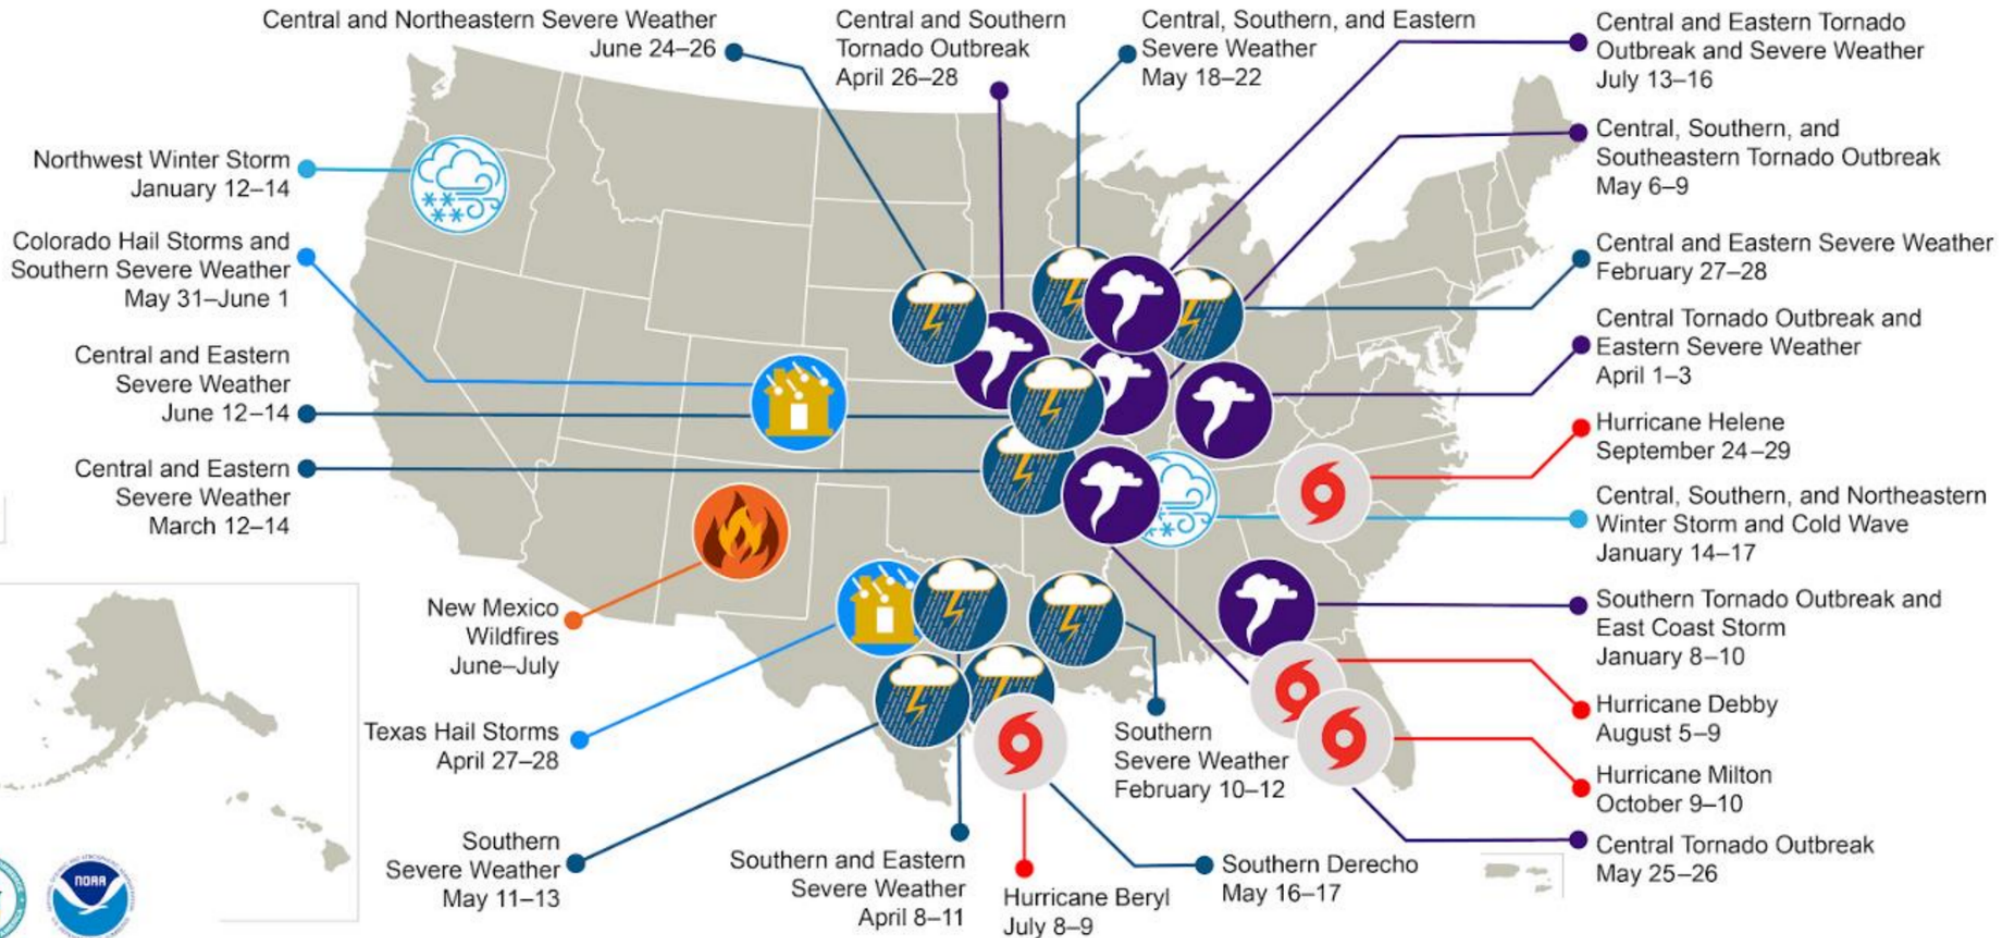 Central and Northeastern Severe Weather
June 24–26
Central and Southern
Tornado Outbreak
April 26–28
Central, Southern, and Eastern
Severe Weather
May 18–22
Central and Eastern Tornado
Outbreak and Severe Weather
July 13–16
Northwest Winter Storm
January 12–14
Colorado Hail Storms and
Southern Severe Weather
May 31–June 1
Central and Eastern
Severe Weather
June 12–14
Central and Eastern
Severe Weather
March 12–14
New Mexico
Wildfires
June–July
Texas Hail Storms
April 27–28
Southern
Severe Weather
May 11–13
Southern and Eastern
Severe Weather
April 8–11
Hurricane Beryl
July 8–9
Southern
Severe Weather
February 10–12
Southern Derecho
May 16–17
Central, Southern, and
Southeastern Tornado Outbreak
May 6–9
Central and Eastern Severe Weather
February 27–28
Central Tornado Outbreak and
Eastern Severe Weather
April 1–3
Hurricane Helene
September 24–29
Central, Southern, and Northeastern
Winter Storm and Cold Wave
January 14–17
Southern Tornado Outbreak and
East Coast Storm
January 8–10
Hurricane Debby
August 5–9
Hurricane Milton
October 9–10
Central Tornado Outbreak
May 25–26
NOAA